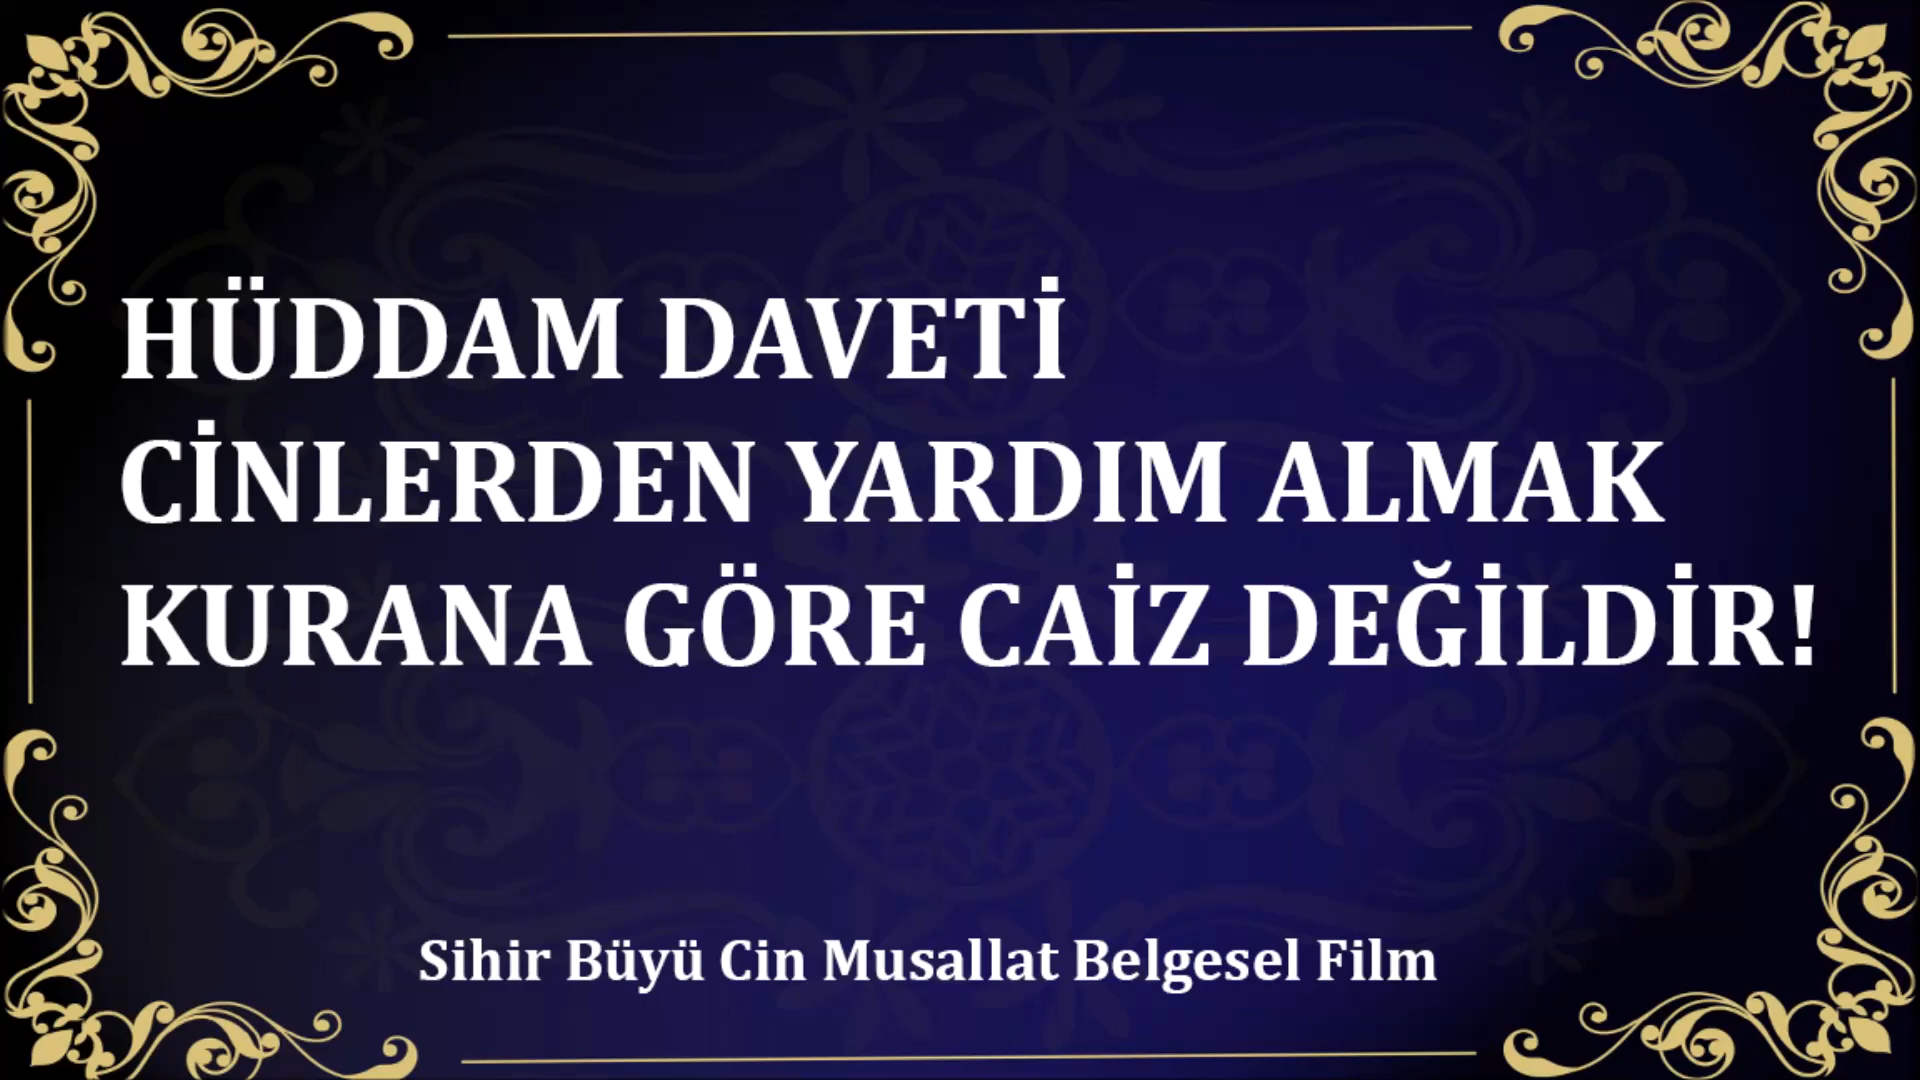 HÜDDAM DAVETİ
CİNLERDEN YARDIM ALMAK
KURANA GÖRE CAİZ DEĞİLDİR!
Sihir Büyü Cin Musallat Belgesel Film